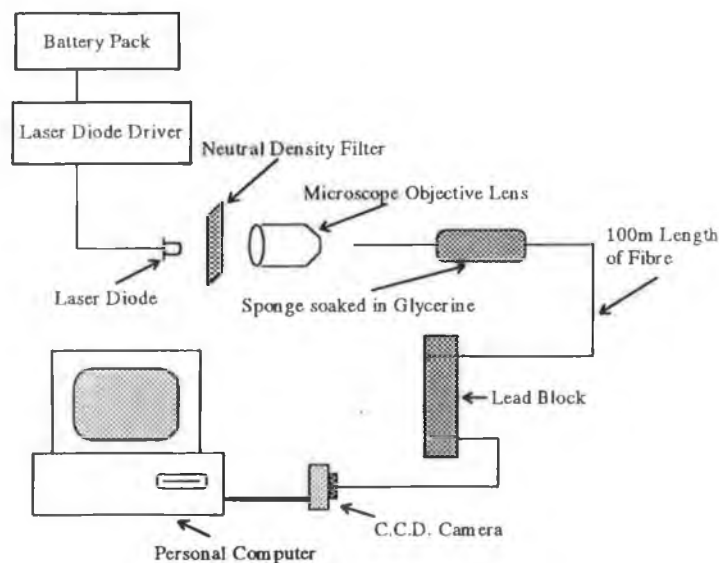 Battery Pack
Laser Diode Driver
Neutral Density Filter
Microscope Objective Lens
100m Length
of Fibre
Laser Diode
Sponge soaked in Glycerine
Lead Block
C.C.D. Camera
Personal Computer